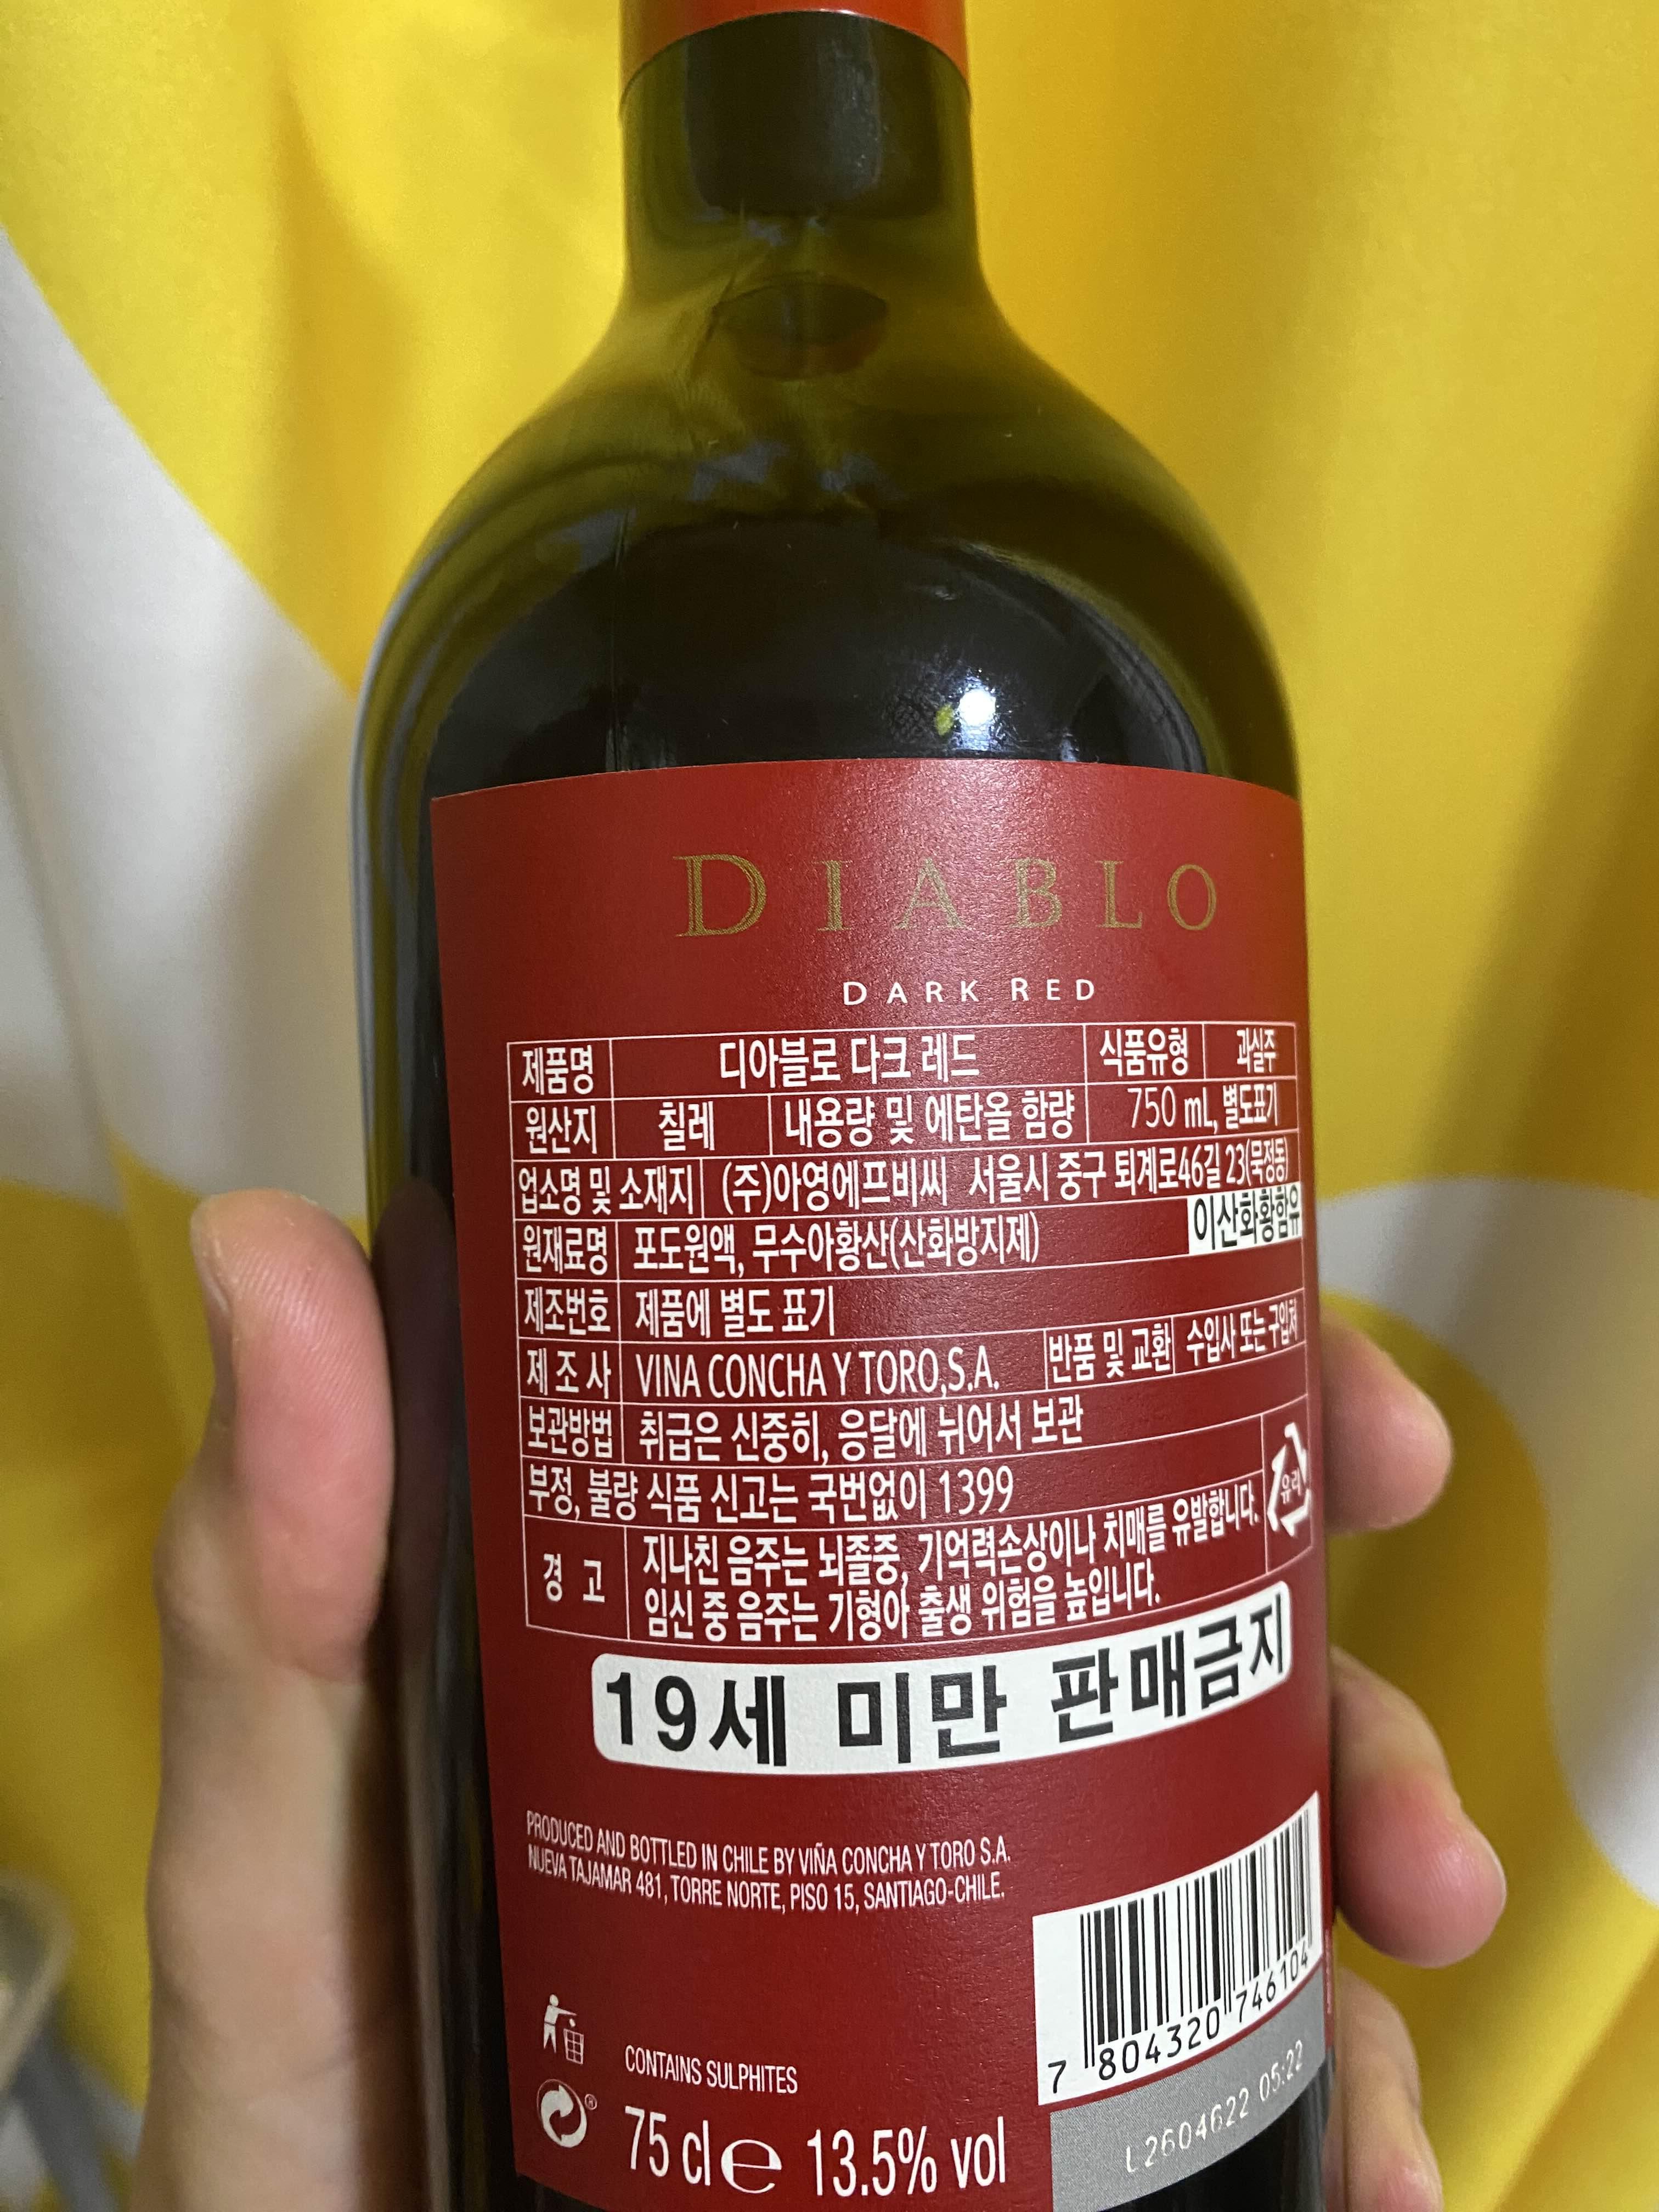 DIABLO
DARK RED
제품명 디아블로 다크 레드 식품유형 과실주
원산지 칠레 내용량 및 에탄올 함량 750 mL, 별도표기
업소명 및 소재지 (주)아영에프비씨 서울시 중구 퇴계로46길 23(묵정동)
원재료명 포도원액, 무수아황산(산화방지제) 이산화황함유
제조번호 제품에 별도 표기
제 조 사 VINA CONCHA Y TORO,S.A. 반품 및 교환 수입사 또는 구입처
보관방법 취급은 신중히, 응달에 뉘어서 보관
부정, 불량 식품 신고는 국번없이 1399
유리
경 고 지나친 음주는 뇌졸중, 기억력손상이나 치매를 유발합니다.
임신 중 음주는 기형아 출생 위험을 높입니다.
19세 미만 판매금지
PRODUCED AND BOTTLED IN CHILE BY VIÑA CONCHA Y TORO S.A.
NUEVA TAJAMAR 481, TORRE NORTE, PISO 15, SANTIAGO-CHILE.
7 804320 746104
CONTAINS SULPHITES
75 cl e 13.5% vol
L2604622 05:22